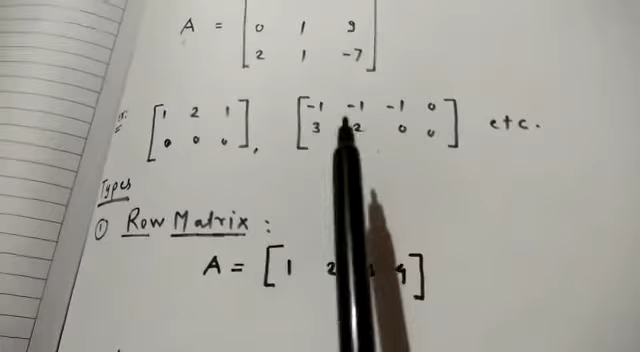 A = [ 0 1 9
2 1 -7 ]
[ 1 2 1 [ -1 -1 -1 0
0 0 0 ], 3 2 0 0 ] etc.
Types
① Row Matrix :
A = [ 1 2 4 ]